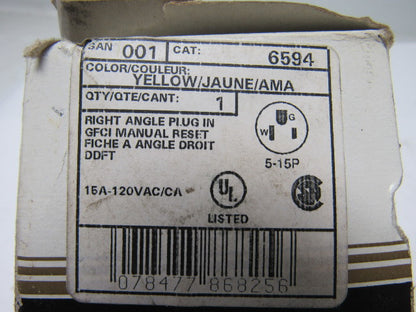 SAN 001 CAT: 6594
COLOR/COULEUR:
YELLOW/JAUNE/AMA
QTY/QTE/CANT: 1
RIGHT ANGLE PLUG IN
GFCI MANUAL RESET
FICHE A ANGLE DROIT
DDFT
W G
5-15P
15A-120VAC/CA
UL
LISTED
078477 868256